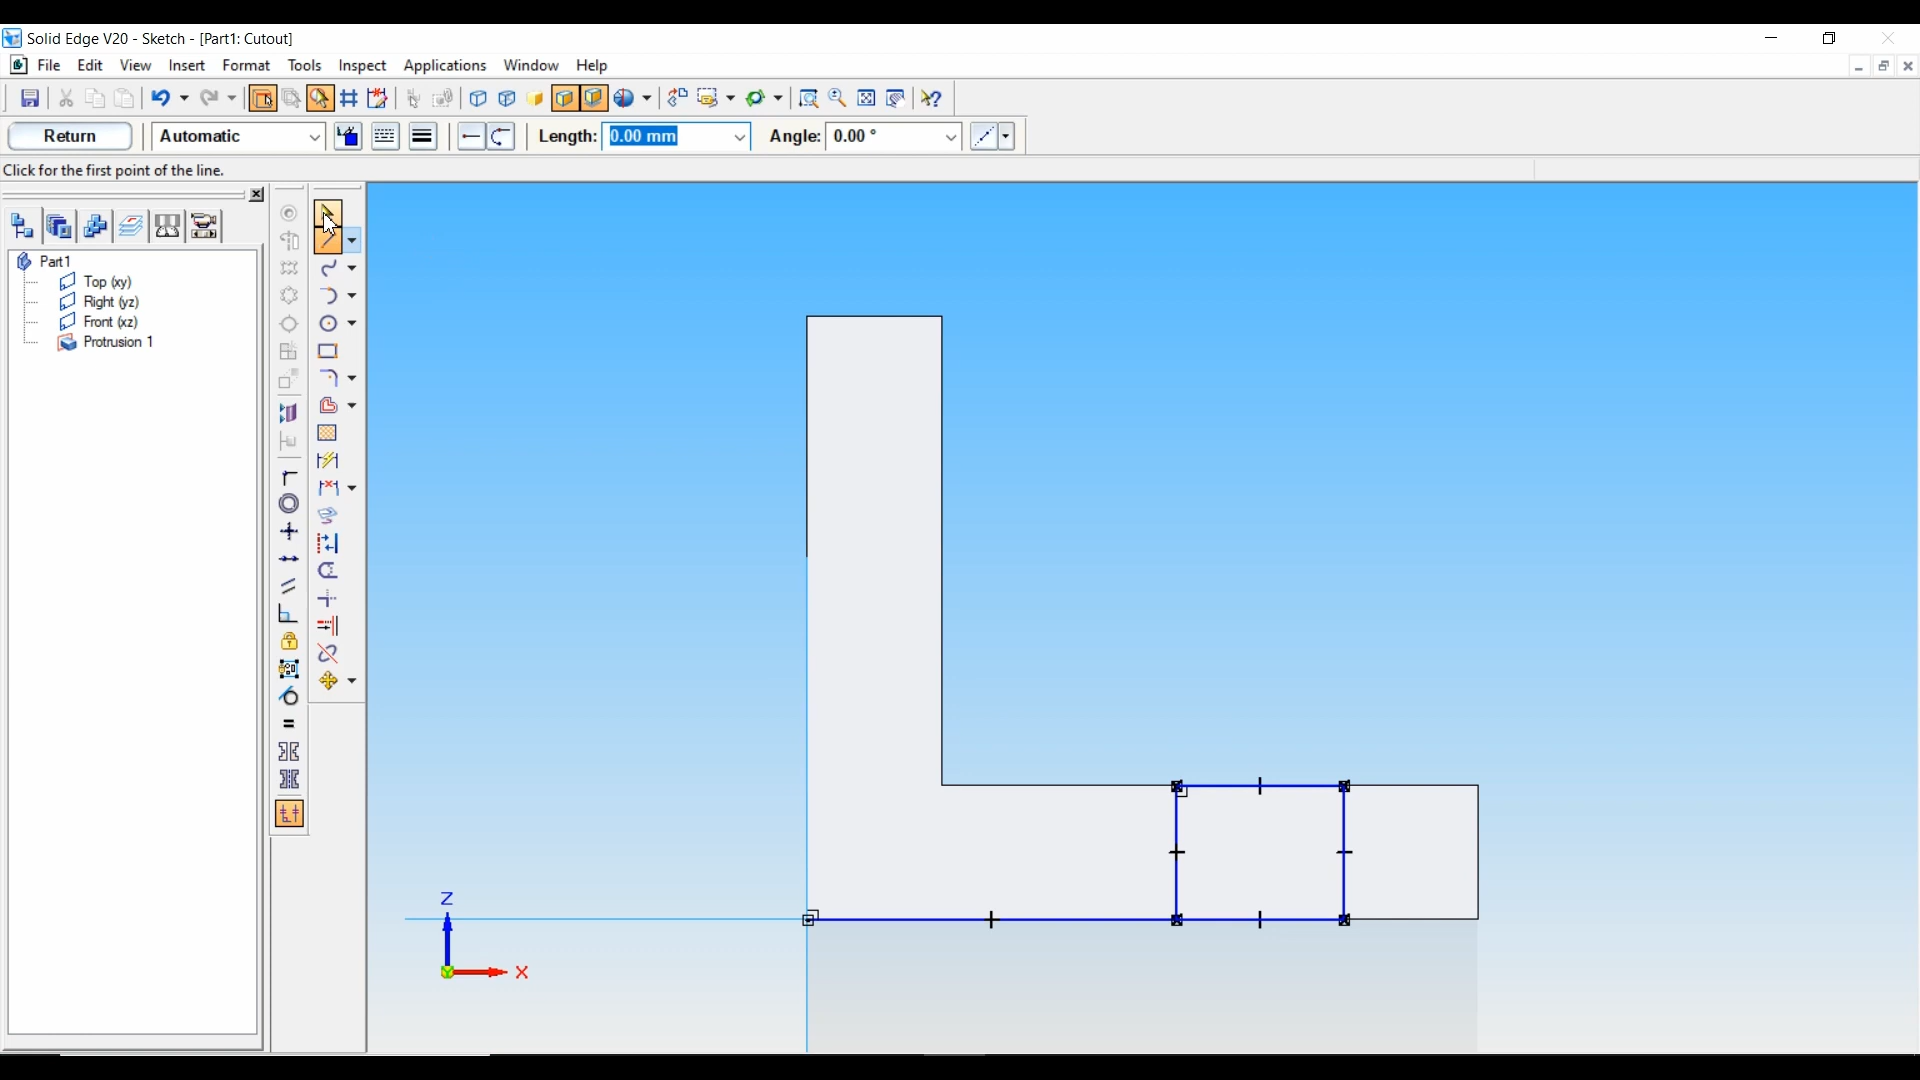 Solid Edge V20 - Sketch - [Part1: Cutout]
File Edit View Insert Format Tools Inspect Applications Window Help
Return Automatic Length: 0.00 mm Angle: 0.00 °
Click for the first point of the line.
Part1
Top (xy)
Right (yz)
Front (xz)
Protrusion 1
Z
Y
X